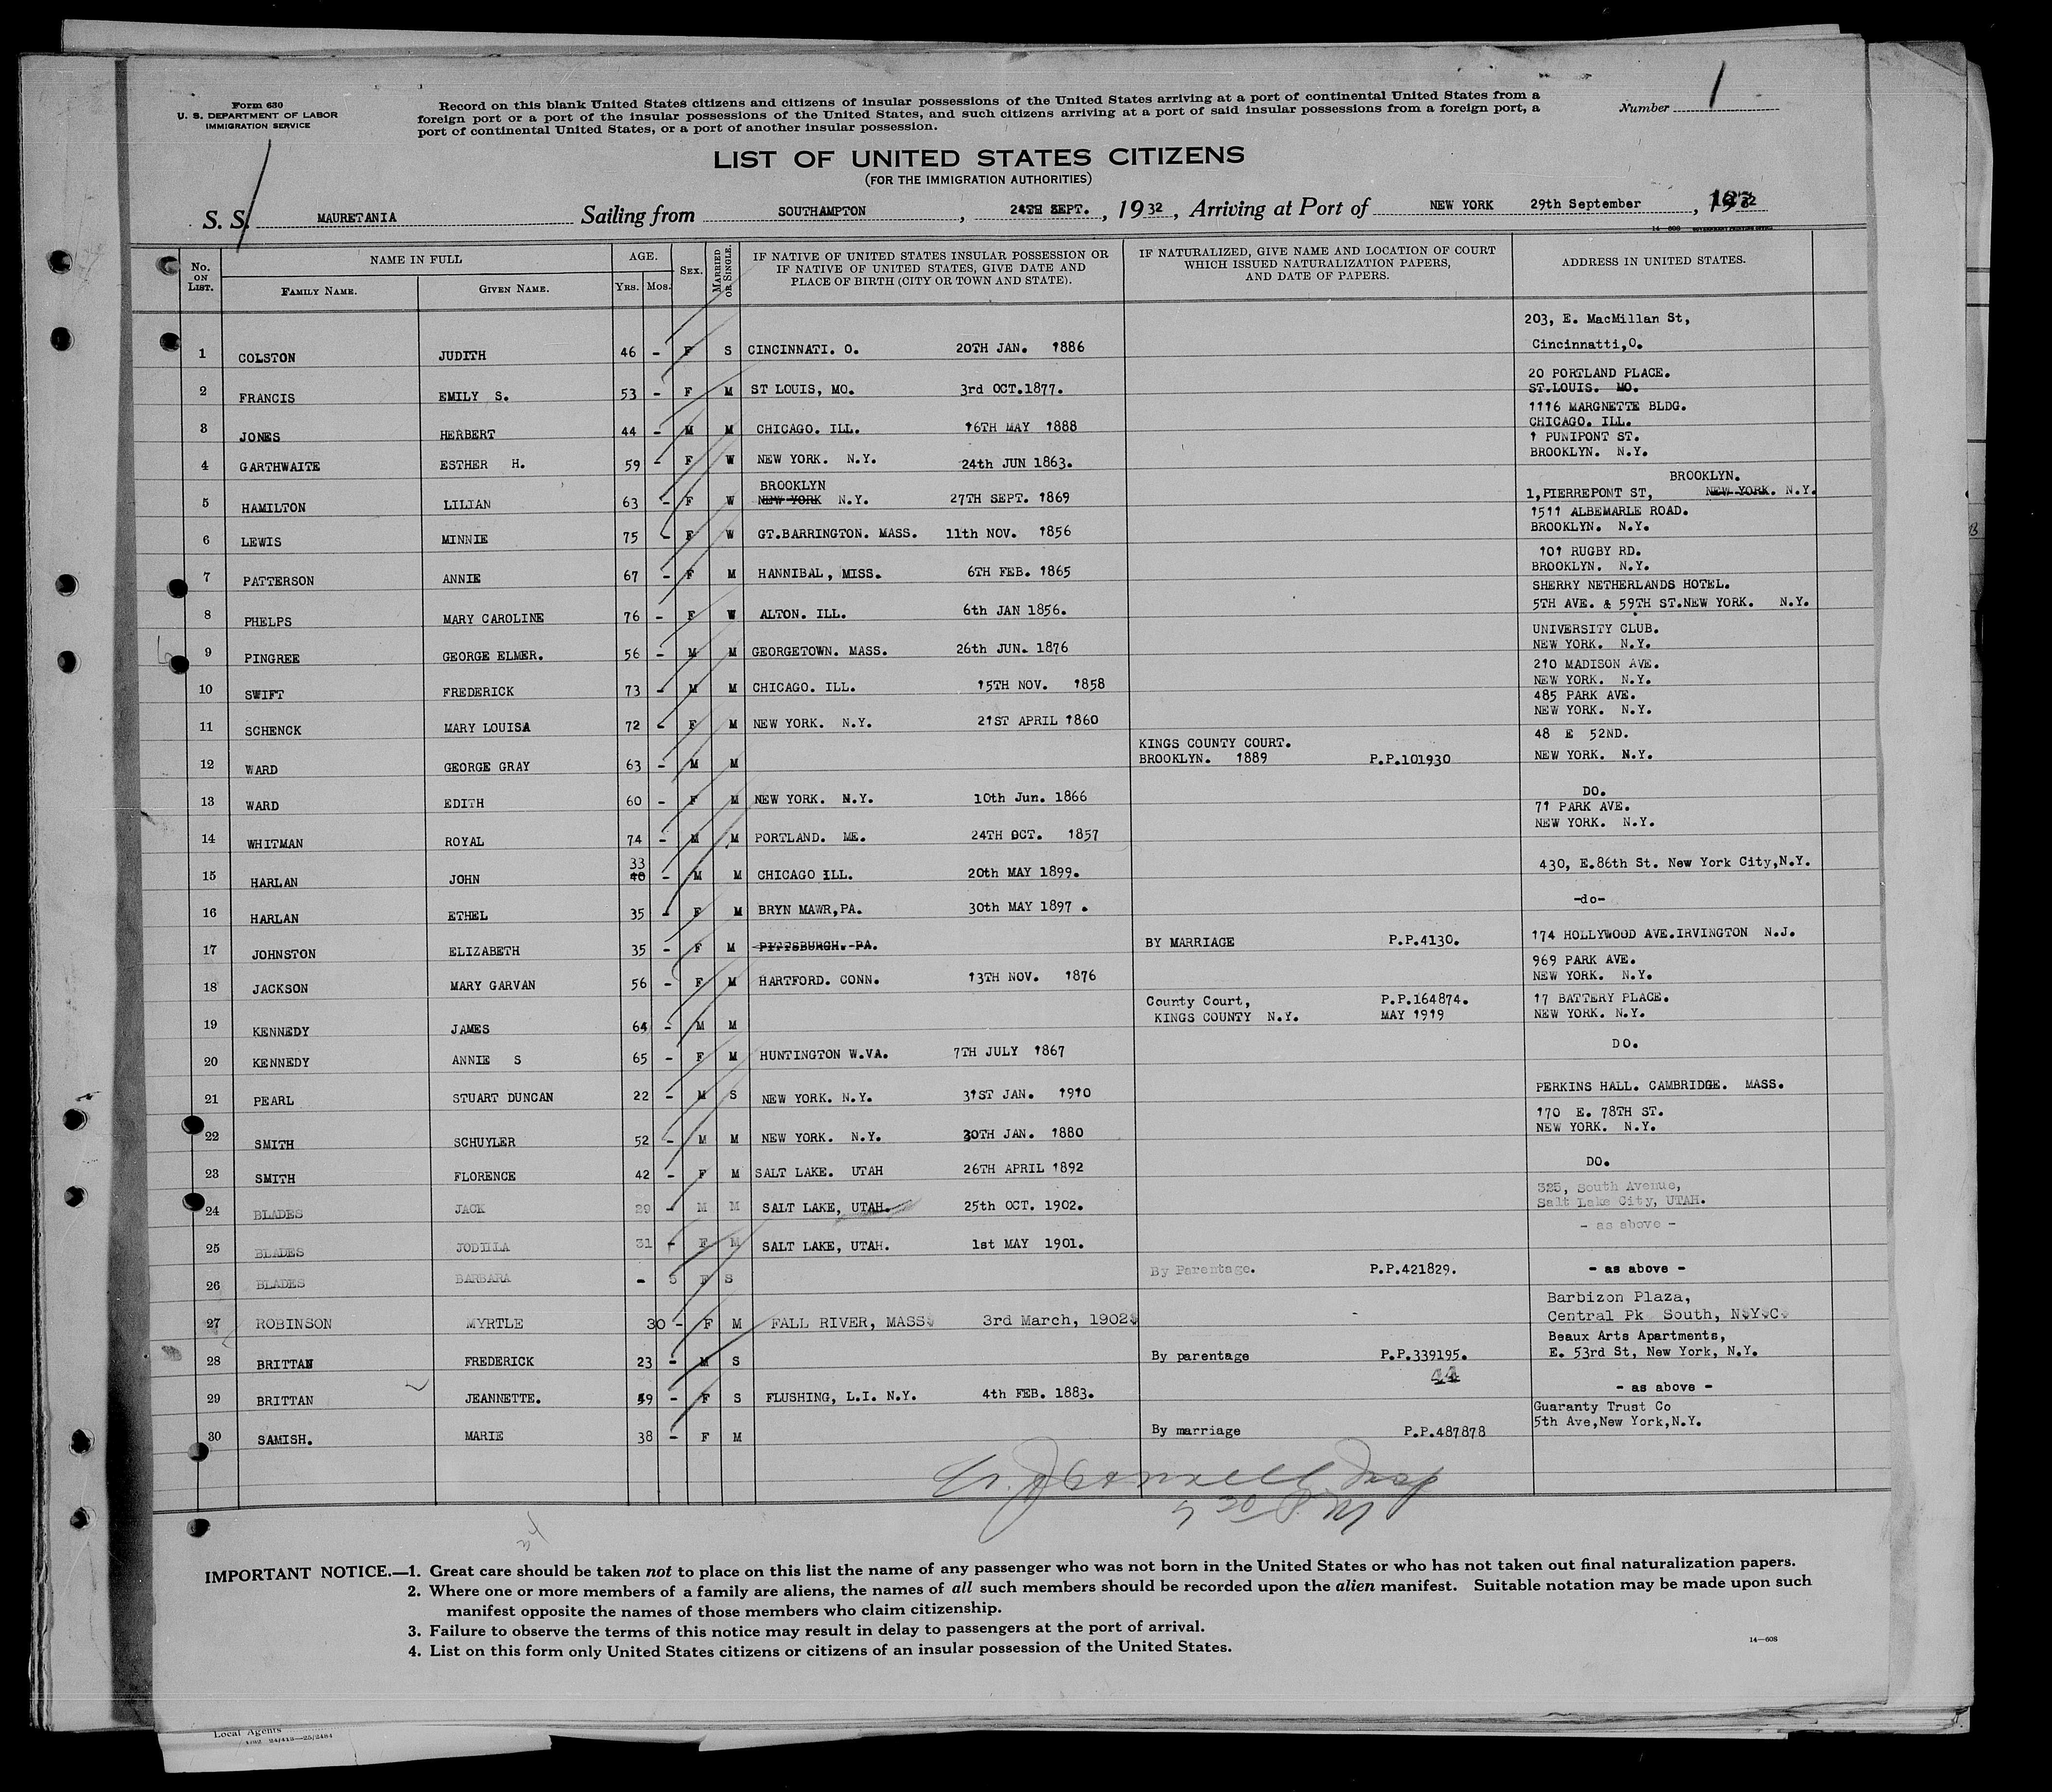 Form 630
U. S. DEPARTMENT OF LABOR
IMMIGRATION SERVICE
Record on this blank United States citizens and citizens of insular possessions of the United States arriving at a port of continental United States from a
foreign port or a port of the insular possessions of the United States, and such citizens arriving at a port of said insular possessions from a foreign port, a
port of continental United States, or a port of another insular possession.
Number 1
LIST OF UNITED STATES CITIZENS
(FOR THE IMMIGRATION AUTHORITIES)
S. S. MAURETANIA Sailing from SOUTHAMPTON, 24TH SEPT., 1932, Arriving at Port of NEW YORK 29th September, 1932
No. ON LIST. NAME IN FULL AGE. SEX. MARRIED OR SINGLE. IF NATIVE OF UNITED STATES INSULAR POSSESSION OR IF NATIVE OF UNITED STATES, GIVE DATE AND PLACE OF BIRTH (CITY OR TOWN AND STATE). IF NATURALIZED, GIVE NAME AND LOCATION OF COURT WHICH ISSUED NATURALIZATION PAPERS, AND DATE OF PAPERS. ADDRESS IN UNITED STATES.
FAMILY NAME. GIVEN NAME. YRS. MOS.
203, E. MacMillan St,
1 COLSTON JUDITH 46 - F S CINCINNATI. O. 20TH JAN. 1886 Cincinnatti,O.
20 PORTLAND PLACE.
2 FRANCIS EMILY S. 53 - F M ST LOUIS, MO. 3rd OCT.1877. ST.LOUIS. MO.
1116 MARGNETTE BLDG.
3 JONES HERBERT 44 - M M CHICAGO. ILL. 16TH MAY 1888 CHICAGO. ILL.
1 PUNIPONT ST.
4 GARTHWAITE ESTHER H. 59 - F W NEW YORK. N.Y. 24th JUN 1863. BROOKLYN. N.Y.
BROOKLYN BROOKLYN.
5 HAMILTON LILIAN 63 - F W NEW YORK N.Y. 27TH SEPT. 1869 1,PIERREPONT ST, NEW YORK. N.Y.
1511 ALBEMARLE ROAD.
6 LEWIS MINNIE 75 - F W GT.BARRINGTON. MASS. 11th NOV. 1856 BROOKLYN. N.Y.
101 RUGBY RD.
7 PATTERSON ANNIE 67 - F M HANNIBAL, MISS. 6TH FEB. 1865 BROOKLYN. N.Y.
SHERRY NETHERLANDS HOTEL.
8 PHELPS MARY CAROLINE 76 - F W ALTON. ILL. 6th JAN 1856. 5TH AVE. & 59TH ST.NEW YORK. N.Y.
UNIVERSITY CLUB.
9 PINGREE GEORGE ELMER. 56 - M M GEORGETOWN. MASS. 26th JUN. 1876 NEW YORK. N.Y.
210 MADISON AVE.
10 SWIFT FREDERICK 73 - M M CHICAGO. ILL. 15TH NOV. 1858 NEW YORK. N.Y.
485 PARK AVE.
11 SCHENCK MARY LOUISA 72 - F M NEW YORK. N.Y. 21ST APRIL 1860 NEW YORK. N.Y.
KINGS COUNTY COURT. 48 E 52ND.
12 WARD GEORGE GRAY 63 - M M BROOKLYN. 1889 P.P.101930 NEW YORK. N.Y.
13 WARD EDITH 60 - F M NEW YORK. N.Y. 10th Jun. 1866 DO.
71 PARK AVE.
14 WHITMAN ROYAL 74 - M M PORTLAND. ME. 24TH OCT. 1857 NEW YORK. N.Y.
33
15 HARLAN JOHN 40 - M M CHICAGO ILL. 20th MAY 1899. 430, E.86th St. New York City,N.Y.
16 HARLAN ETHEL 35 - F M BRYN MAWR,PA. 30th MAY 1897 . -do-
17 JOHNSTON ELIZABETH 35 - F M PITTSBURGH. PA. BY MARRIAGE P.P.4130. 174 HOLLYWOOD AVE.IRVINGTON N.J.
969 PARK AVE.
18 JACKSON MARY GARVAN 56 - F M HARTFORD. CONN. 13TH NOV. 1876 NEW YORK. N.Y.
County Court, P.P.164874. 17 BATTERY PLACE.
19 KENNEDY JAMES 64 - M M KINGS COUNTY N.Y. MAY 1919 NEW YORK. N.Y.
20 KENNEDY ANNIE S 65 - F M HUNTINGTON W.VA. 7TH JULY 1867 DO.
21 PEARL STUART DUNCAN 22 - M S NEW YORK. N.Y. 31ST JAN. 1910 PERKINS HALL. CAMBRIDGE. MASS.
170 E. 78TH ST.
22 SMITH SCHUYLER 52 - M M NEW YORK. N.Y. 30TH JAN. 1880 NEW YORK. N.Y.
23 SMITH FLORENCE 42 - F M SALT LAKE. UTAH 26TH APRIL 1892 DO.
325, South Avenue,
24 BLADES JACK 29 - M M SALT LAKE, UTAH. 25th OCT. 1902. Salt Lake City, UTAH.
25 BLADES JODILLA 31 - F M SALT LAKE, UTAH. 1st MAY 1901. - as above -
26 BLADES BARBARA - 5 F S By Parentage. P.P.421829. - as above -
Barbizon Plaza,
27 ROBINSON MYRTLE 30 - F M FALL RIVER, MASS. 3rd March, 1902. Central Pk South, N.Y.C.
Beaux Arts Apartments,
28 BRITTAN FREDERICK 23 - M S By parentage P.P.339195. E. 53rd St, New York, N.Y.
44
29 BRITTAN JEANNETTE. 49 - F S FLUSHING, L.I. N.Y. 4th FEB. 1883. - as above -
Guaranty Trust Co
30 SAMISH. MARIE 38 - F M By marriage P.P.487878 5th Ave,New York,N.Y.
IMPORTANT NOTICE.—1. Great care should be taken not to place on this list the name of any passenger who was not born in the United States or who has not taken out final naturalization papers.
2. Where one or more members of a family are aliens, the names of all such members should be recorded upon the alien manifest. Suitable notation may be made upon such
manifest opposite the names of those members who claim citizenship.
3. Failure to observe the terms of this notice may result in delay to passengers at the port of arrival.
4. List on this form only United States citizens or citizens of an insular possession of the United States.
14—608
Local Agents